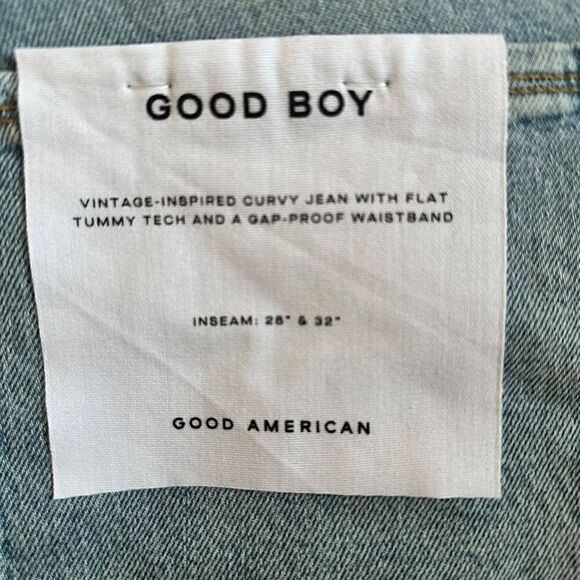 GOOD BOY
VINTAGE-INSPIRED CURVY JEAN WITH FLAT
TUMMY TECH AND A GAP-PROOF WAISTBAND
INSEAM: 28" & 32"
GOOD AMERICAN